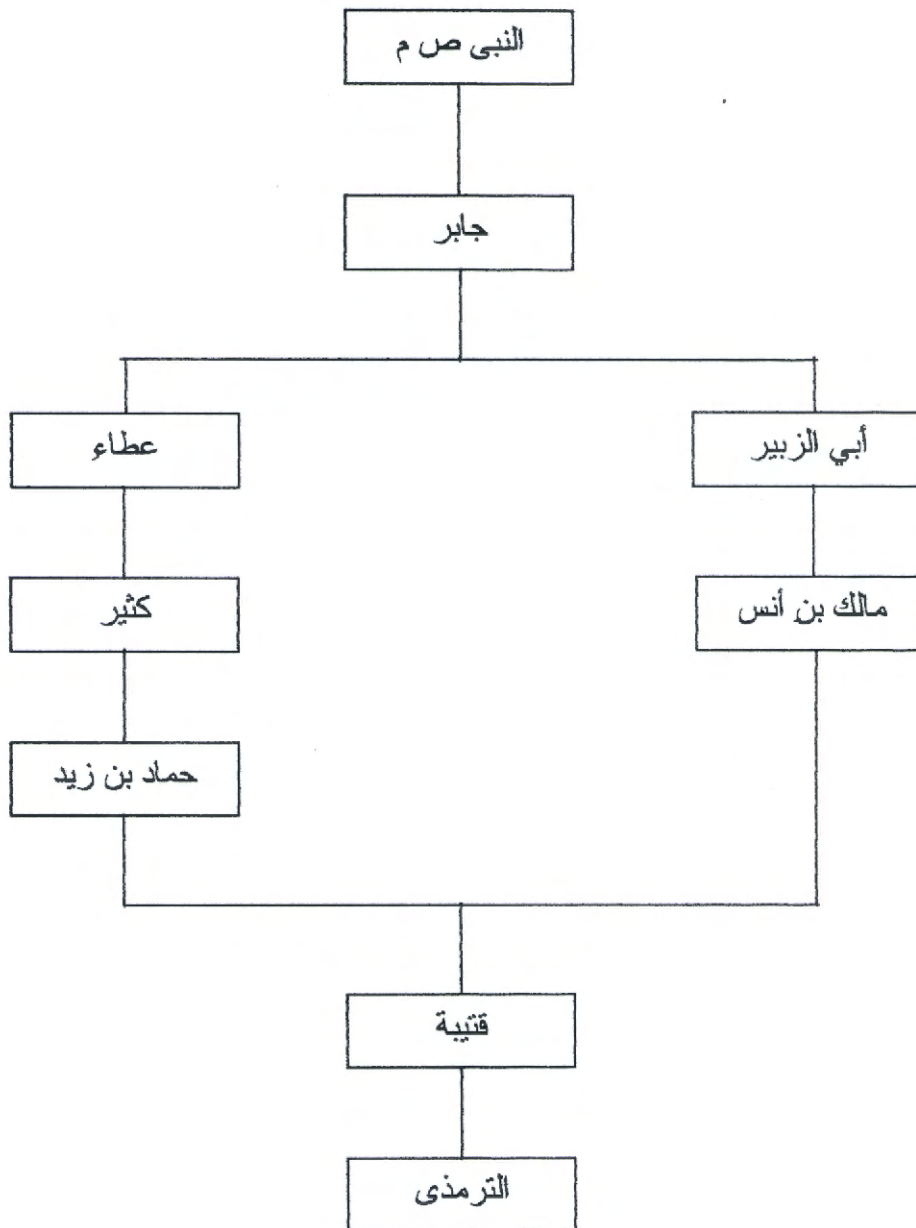 النبى ص م
جابر
أبي الزبير
عطاء
مالك بن أنس
كثير
حماد بن زيد
قتيبة
الترمذى